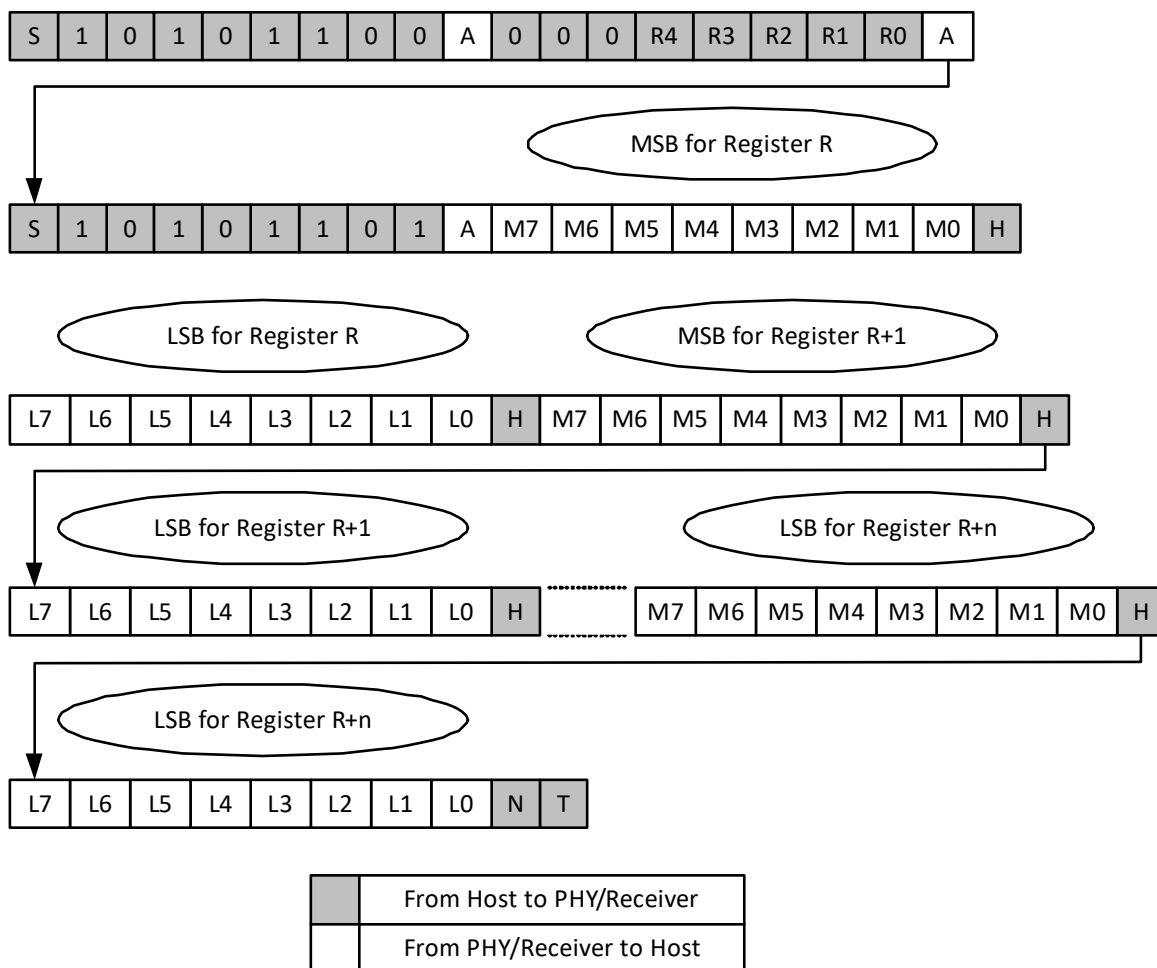 S 1 0 1 0 1 1 0 0 A 0 0 0 R4 R3 R2 R1 R0 A
MSB for Register R
S 1 0 1 0 1 1 0 1 A M7 M6 M5 M4 M3 M2 M1 M0 H
LSB for Register R MSB for Register R+1
L7 L6 L5 L4 L3 L2 L1 L0 H M7 M6 M5 M4 M3 M2 M1 M0 H
LSB for Register R+1 LSB for Register R+n
L7 L6 L5 L4 L3 L2 L1 L0 H M7 M6 M5 M4 M3 M2 M1 M0 H
LSB for Register R+n
L7 L6 L5 L4 L3 L2 L1 L0 N T
From Host to PHY/Receiver
From PHY/Receiver to Host